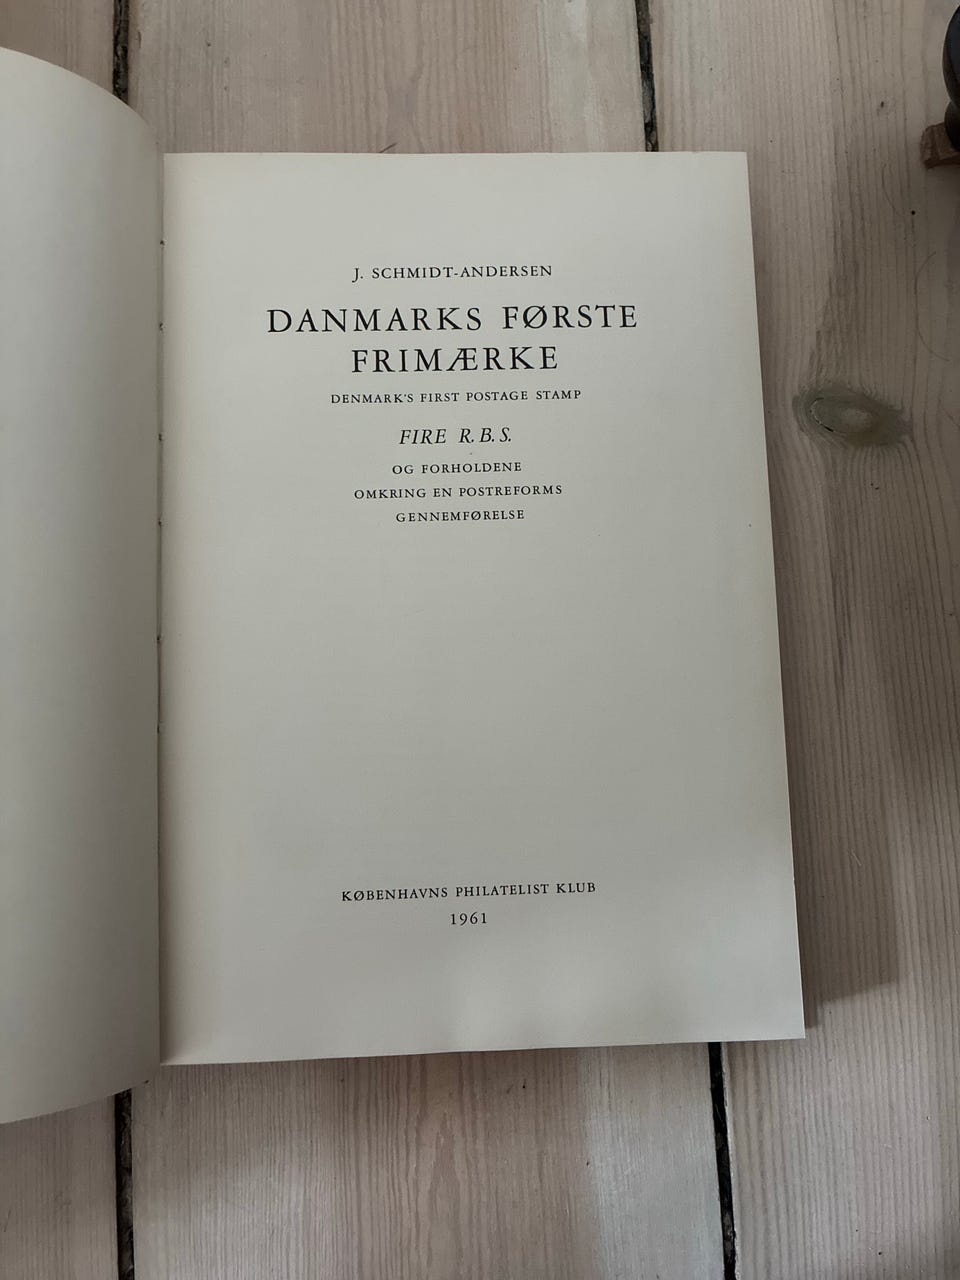 J. SCHMIDT-ANDERSEN
DANMARKS FØRSTE
FRIMÆRKE
DENMARK'S FIRST POSTAGE STAMP
FIRE R.B.S.
OG FORHOLDENE
OMKRING EN POSTREFORMS
GENNEMFØRELSE
KØBENHAVNS PHILATELIST KLUB
1961